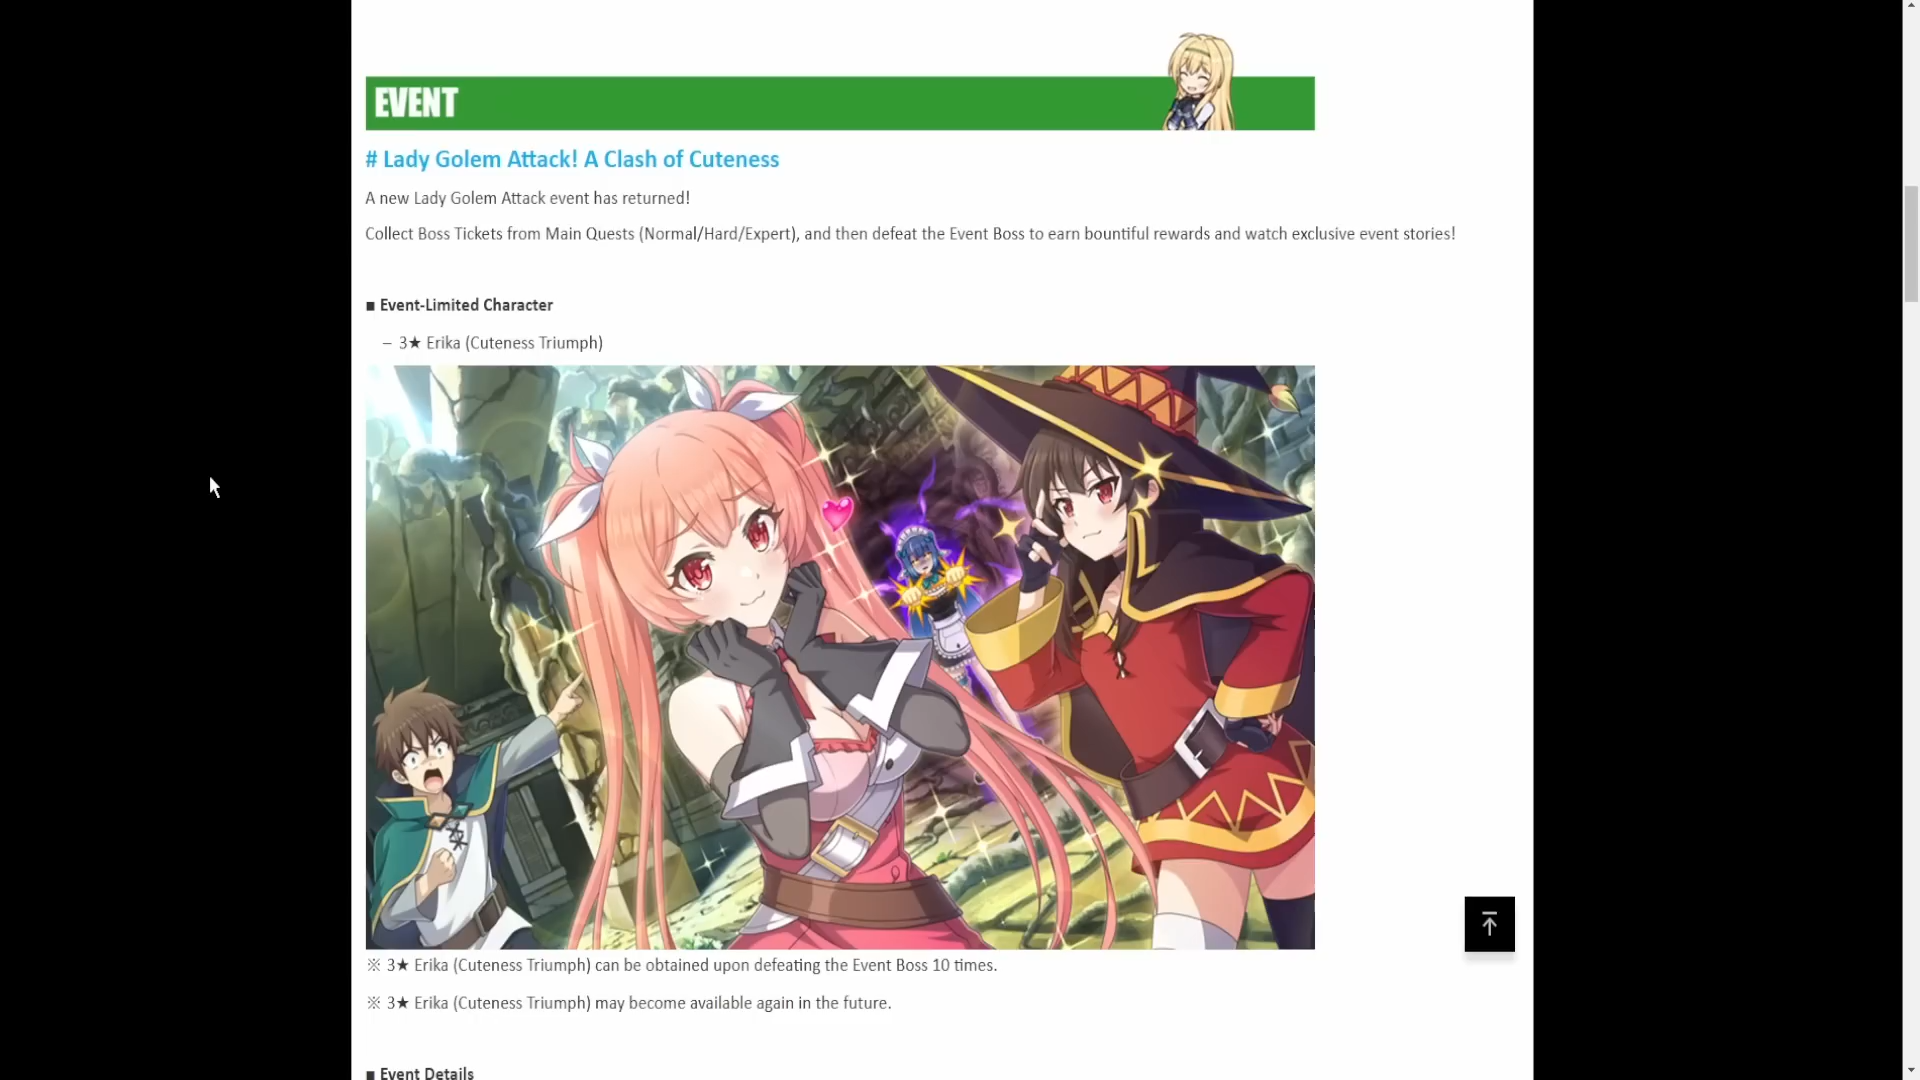 EVENT
# Lady Golem Attack! A Clash of Cuteness
A new Lady Golem Attack event has returned!
Collect Boss Tickets from Main Quests (Normal/Hard/Expert), and then defeat the Event Boss to earn bountiful rewards and watch exclusive event stories!
■ Event-Limited Character
– 3★ Erika (Cuteness Triumph)
※ 3★ Erika (Cuteness Triumph) can be obtained upon defeating the Event Boss 10 times.
※ 3★ Erika (Cuteness Triumph) may become available again in the future.
■ Event Details